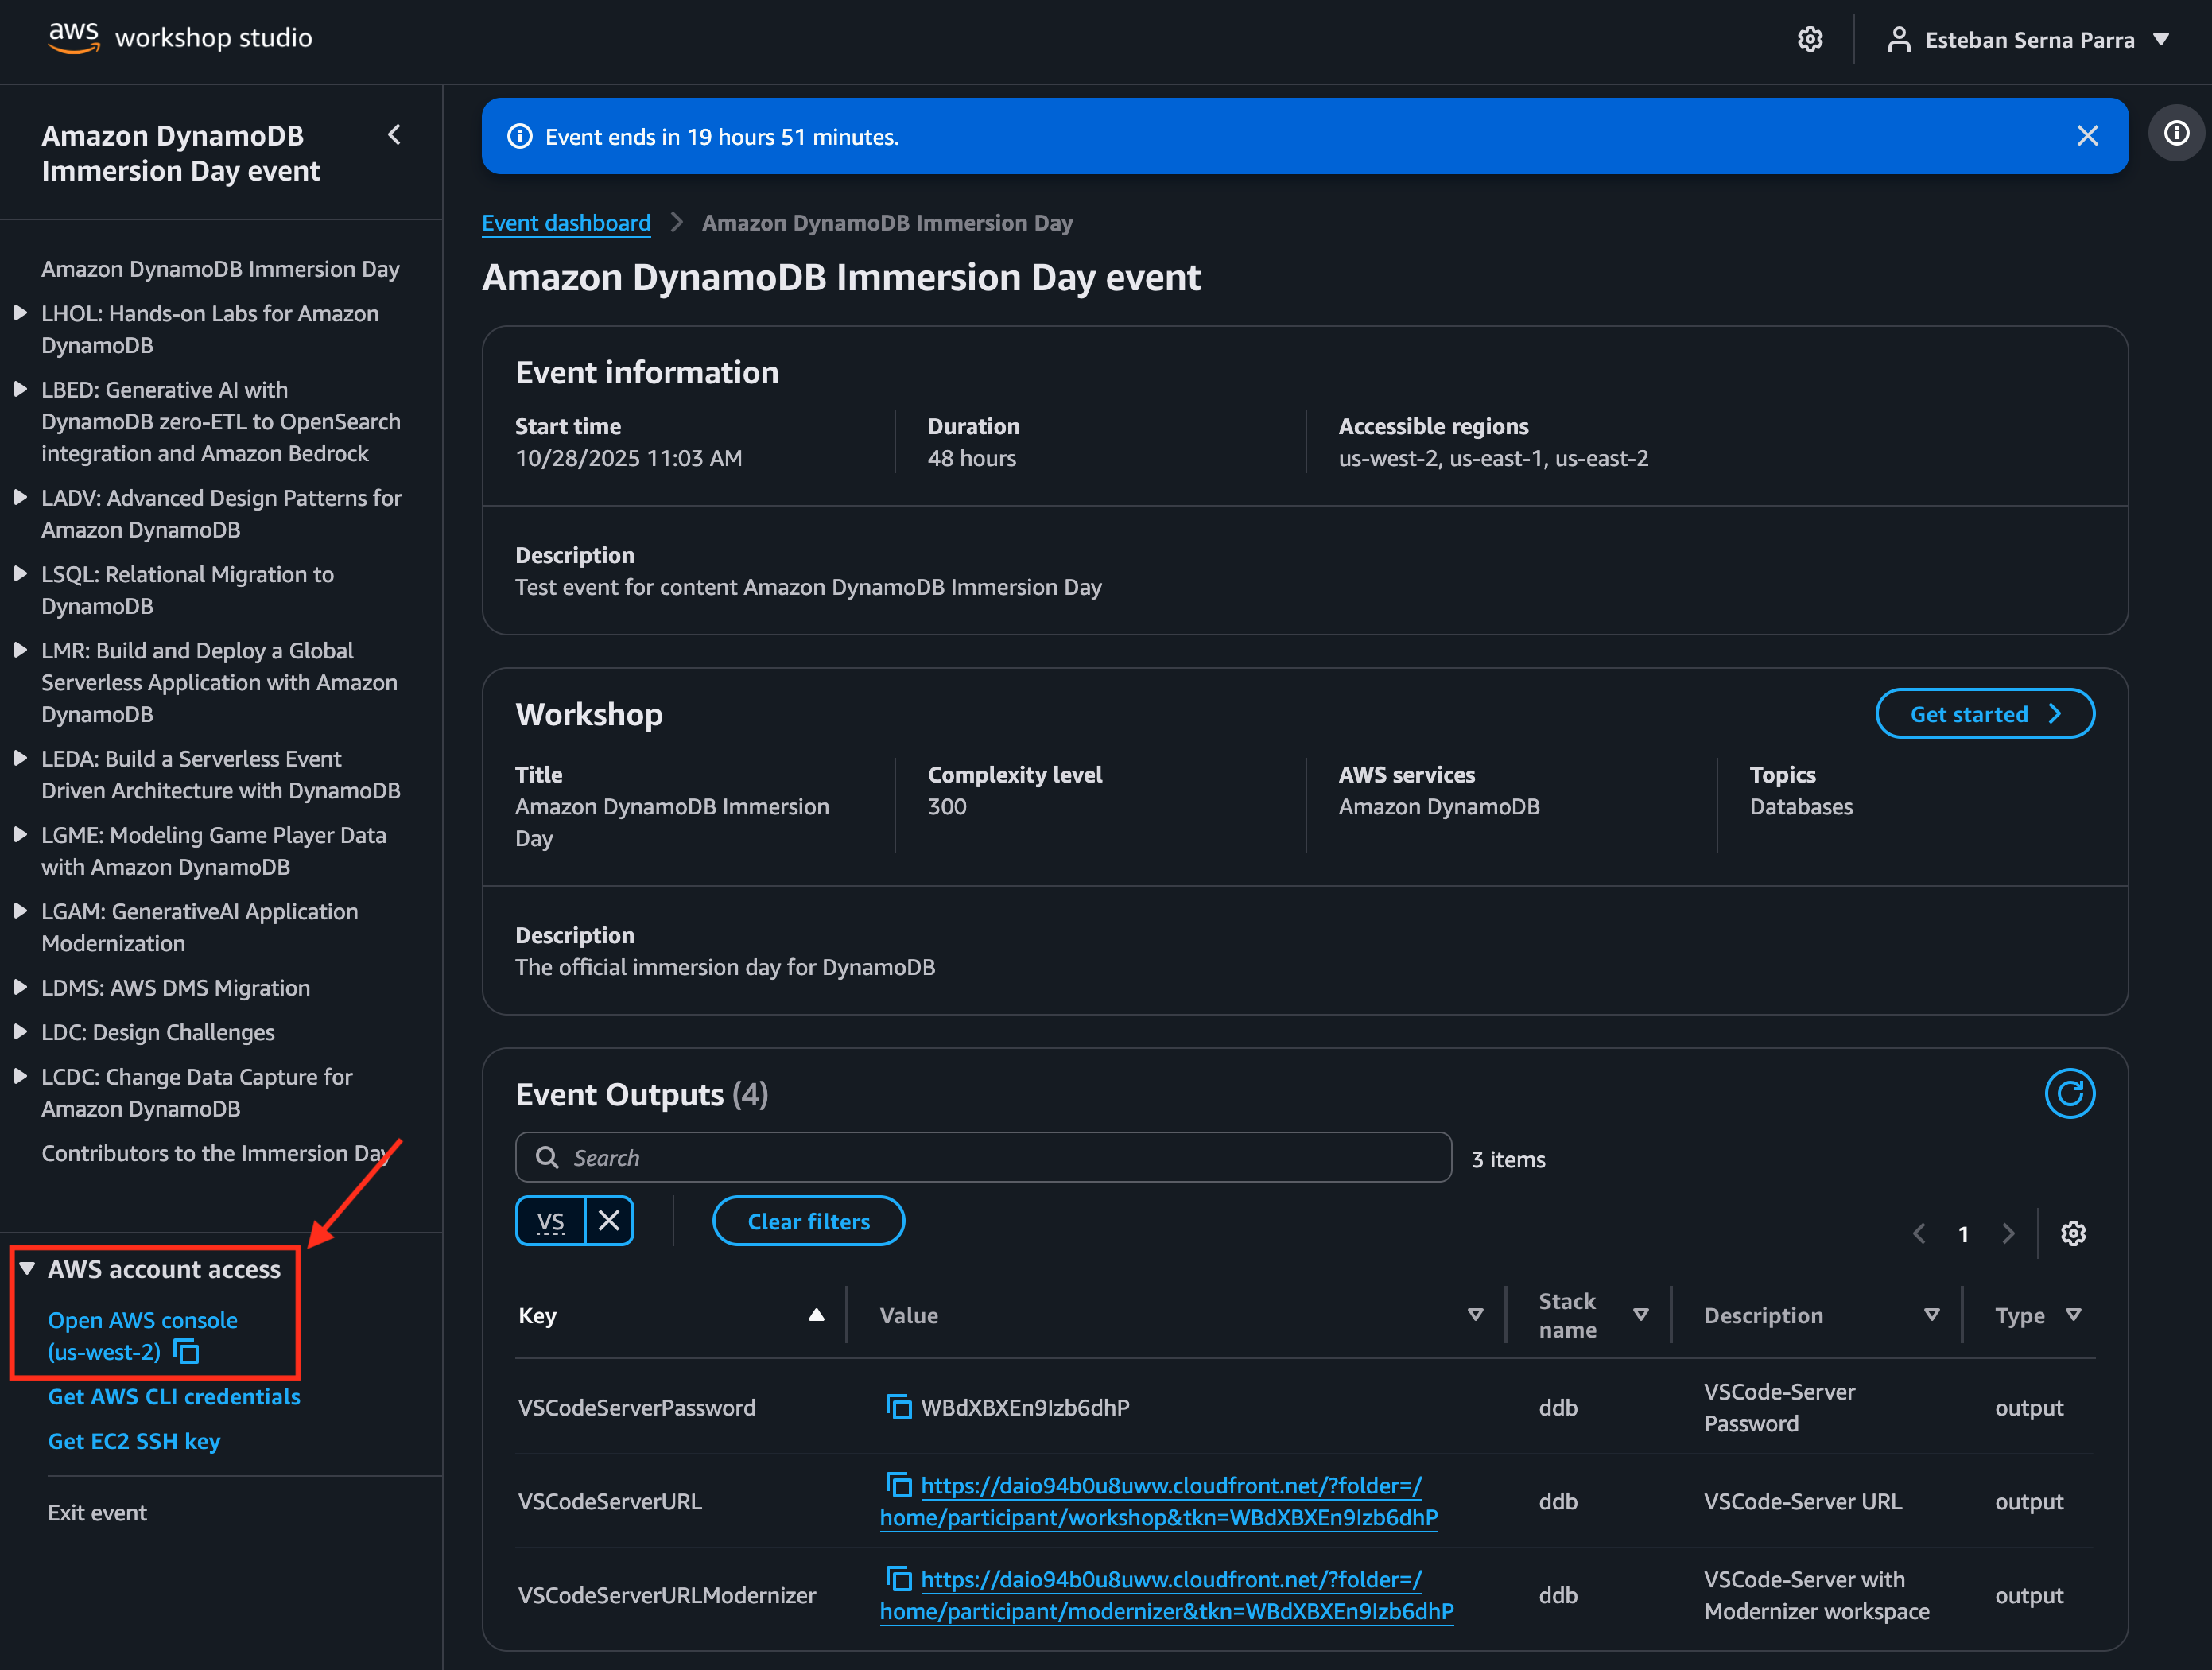 aws workshop studio
Esteban Serna Parra
Amazon DynamoDB
Immersion Day event
Amazon DynamoDB Immersion Day
LHOL: Hands-on Labs for Amazon
DynamoDB
LBED: Generative AI with
DynamoDB zero-ETL to OpenSearch
integration and Amazon Bedrock
LADV: Advanced Design Patterns for
Amazon DynamoDB
LSQL: Relational Migration to
DynamoDB
LMR: Build and Deploy a Global
Serverless Application with Amazon
DynamoDB
LEDA: Build a Serverless Event
Driven Architecture with DynamoDB
LGME: Modeling Game Player Data
with Amazon DynamoDB
LGAM: GenerativeAI Application
Modernization
LDMS: AWS DMS Migration
LDC: Design Challenges
LCDC: Change Data Capture for
Amazon DynamoDB
Contributors to the Immersion Day
AWS account access
Open AWS console
(us-west-2)
Get AWS CLI credentials
Get EC2 SSH key
Exit event
Event ends in 19 hours 51 minutes.
Event dashboard
Amazon DynamoDB Immersion Day
Amazon DynamoDB Immersion Day event
Event information
Start time
10/28/2025 11:03 AM
Duration
48 hours
Accessible regions
us-west-2, us-east-1, us-east-2
Description
Test event for content Amazon DynamoDB Immersion Day
Workshop
Get started
Title
Amazon DynamoDB Immersion
Day
Complexity level
300
AWS services
Amazon DynamoDB
Topics
Databases
Description
The official immersion day for DynamoDB
Event Outputs (4)
Search
3 items
VS
Clear filters
1
Key
Value
Stack
name
Description
Type
VSCodeServerPassword
WBdXBXEn9Izb6dhP
ddb
VSCode-Server
Password
output
VSCodeServerURL
https://daio94b0u8uww.cloudfront.net/?folder=/
home/participant/workshop&tkn=WBdXBXEn9Izb6dhP
ddb
VSCode-Server URL
output
VSCodeServerURLModernizer
https://daio94b0u8uww.cloudfront.net/?folder=/
home/participant/modernizer&tkn=WBdXBXEn9Izb6dhP
ddb
VSCode-Server with
Modernizer workspace
output